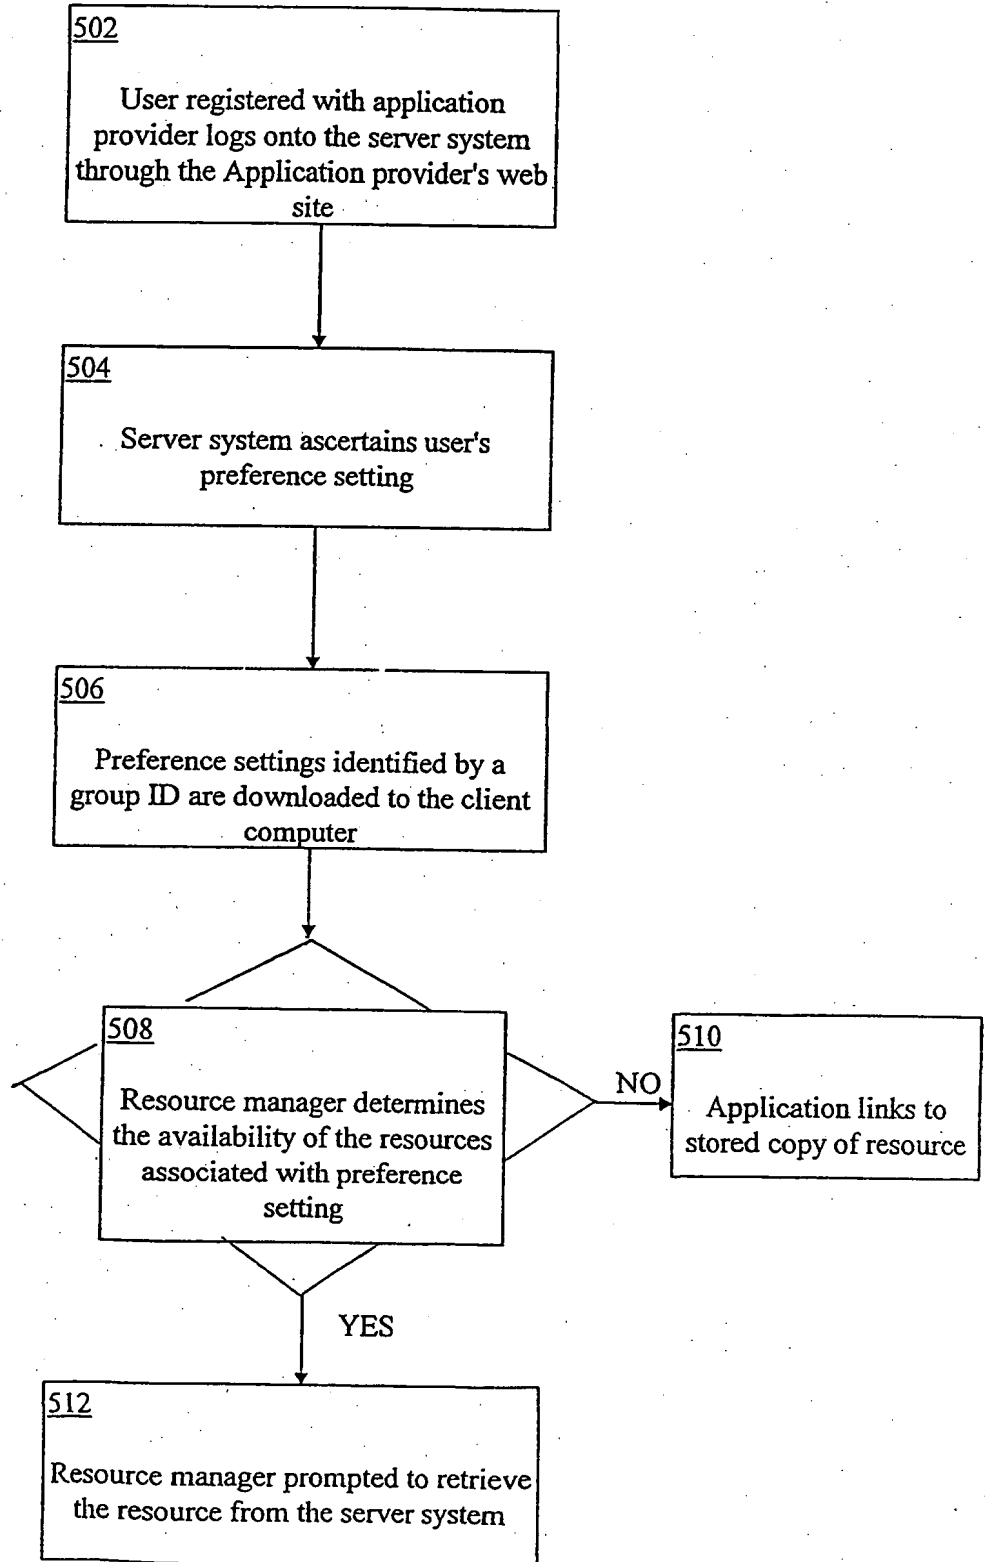 502
User registered with application
provider logs onto the server system
through the Application provider's web
site
504
Server system ascertains user's
preference setting
506
Preference settings identified by a
group ID are downloaded to the client
computer
508
Resource manager determines
the availability of the resources
associated with preference
setting
NO
510
Application links to
stored copy of resource
YES
512
Resource manager prompted to retrieve
the resource from the server system